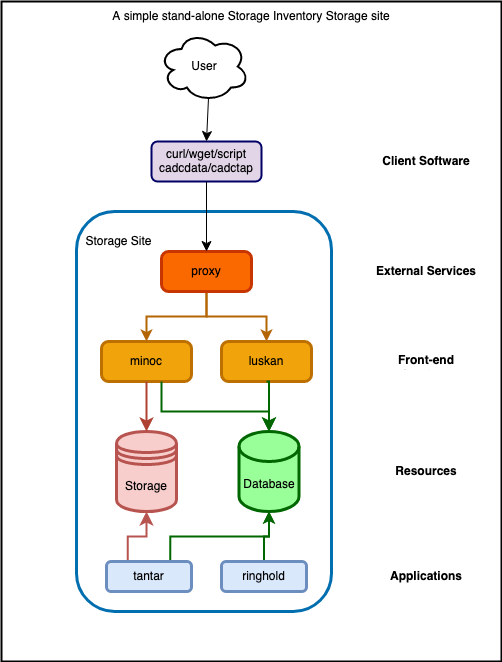 A simple stand-alone Storage Inventory Storage site
User
curl/wget/script
cadcdata/cadctap
Client Software
Storage Site
proxy
External Services
minoc
luskan
Front-end
Storage
Database
Resources
tantar
ringhold
Applications